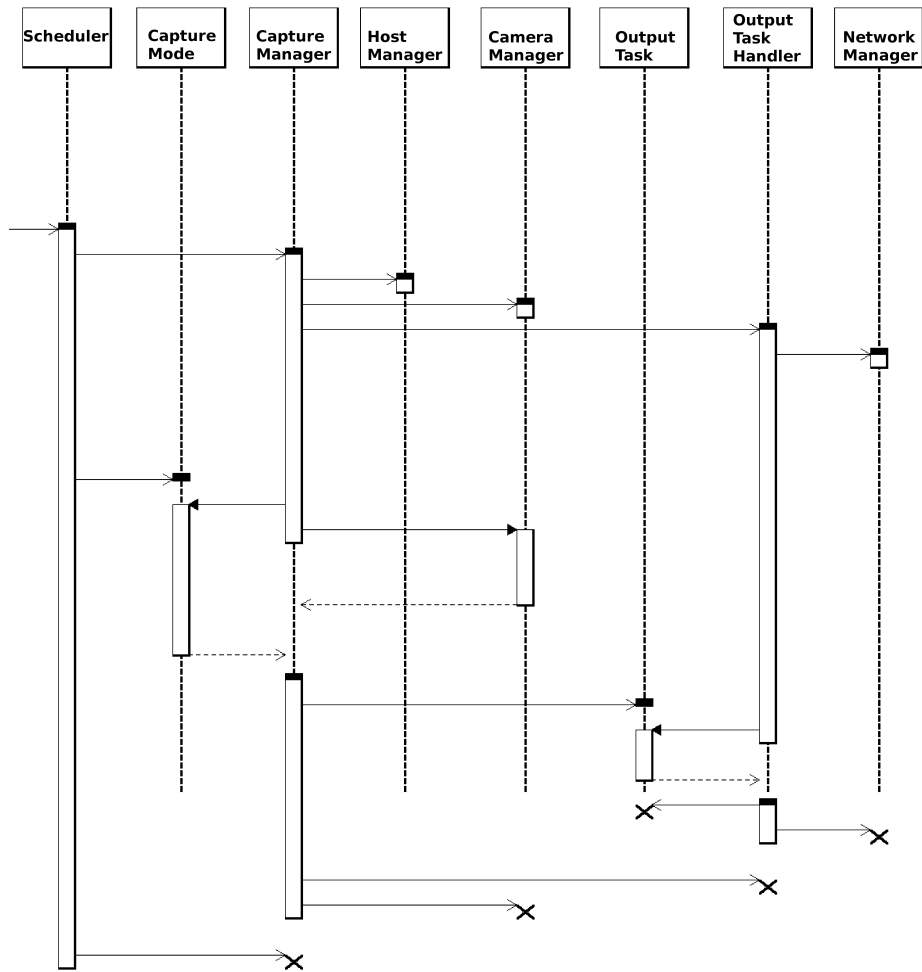 Scheduler
Capture
Mode
Capture
Manager
Host
Manager
Camera
Manager
Output
Task
Output
Task
Handler
Network
Manager